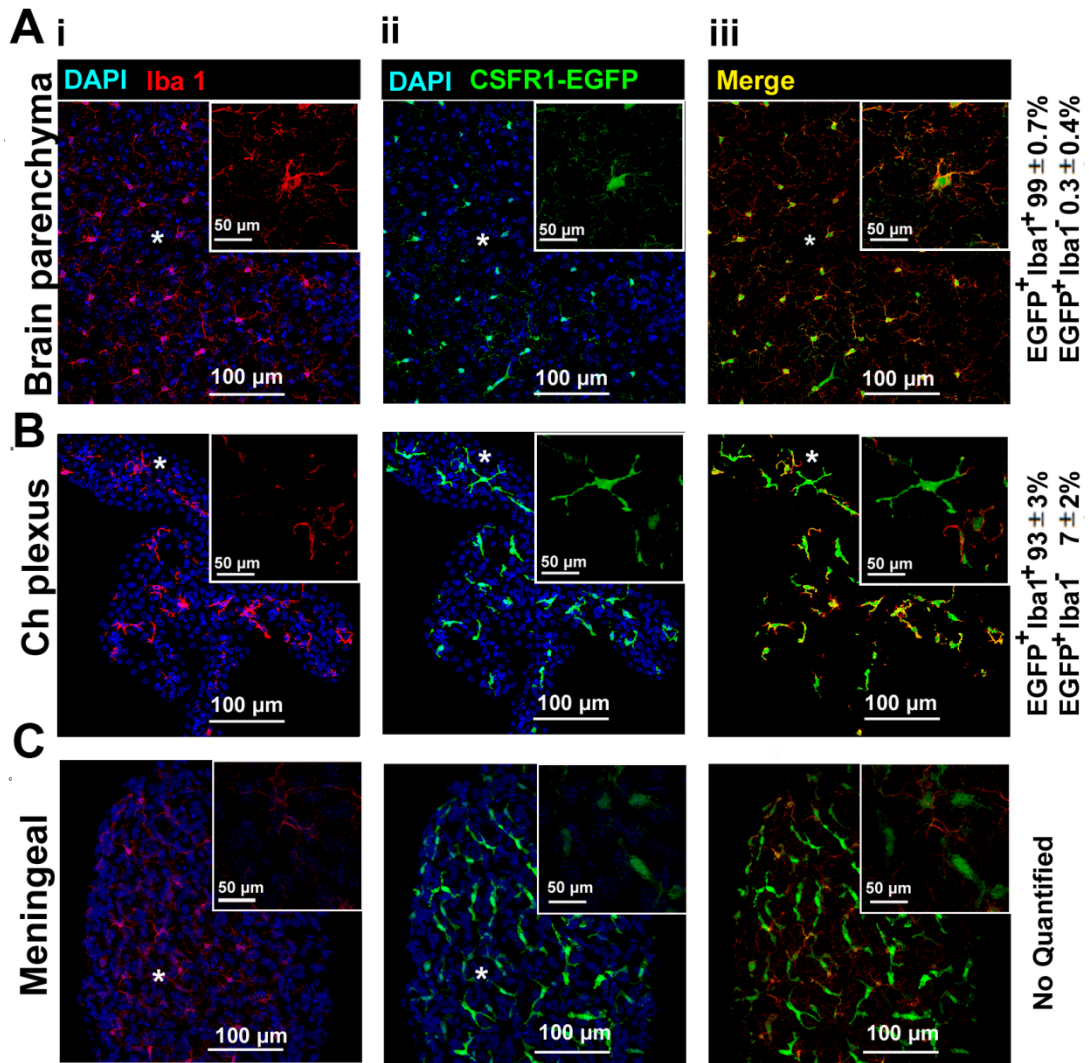 A i ii iii
DAPI Iba 1 DAPI CSFR1-EGFP Merge
Brain parenchyma
50 µm 50 µm 50 µm
* * *
100 µm 100 µm 100 µm
EGFP+Iba1+ 99±0.7%
EGFP+Iba1- 0.3±0.4%
B
Ch plexus
* * *
50 µm 50 µm 50 µm
100 µm 100 µm 100 µm
EGFP+Iba1+ 93±3%
EGFP+Iba1- 7±2%
C
Meningeal
50 µm 50 µm 50 µm
* *
100 µm 100 µm 100 µm
No Quantified